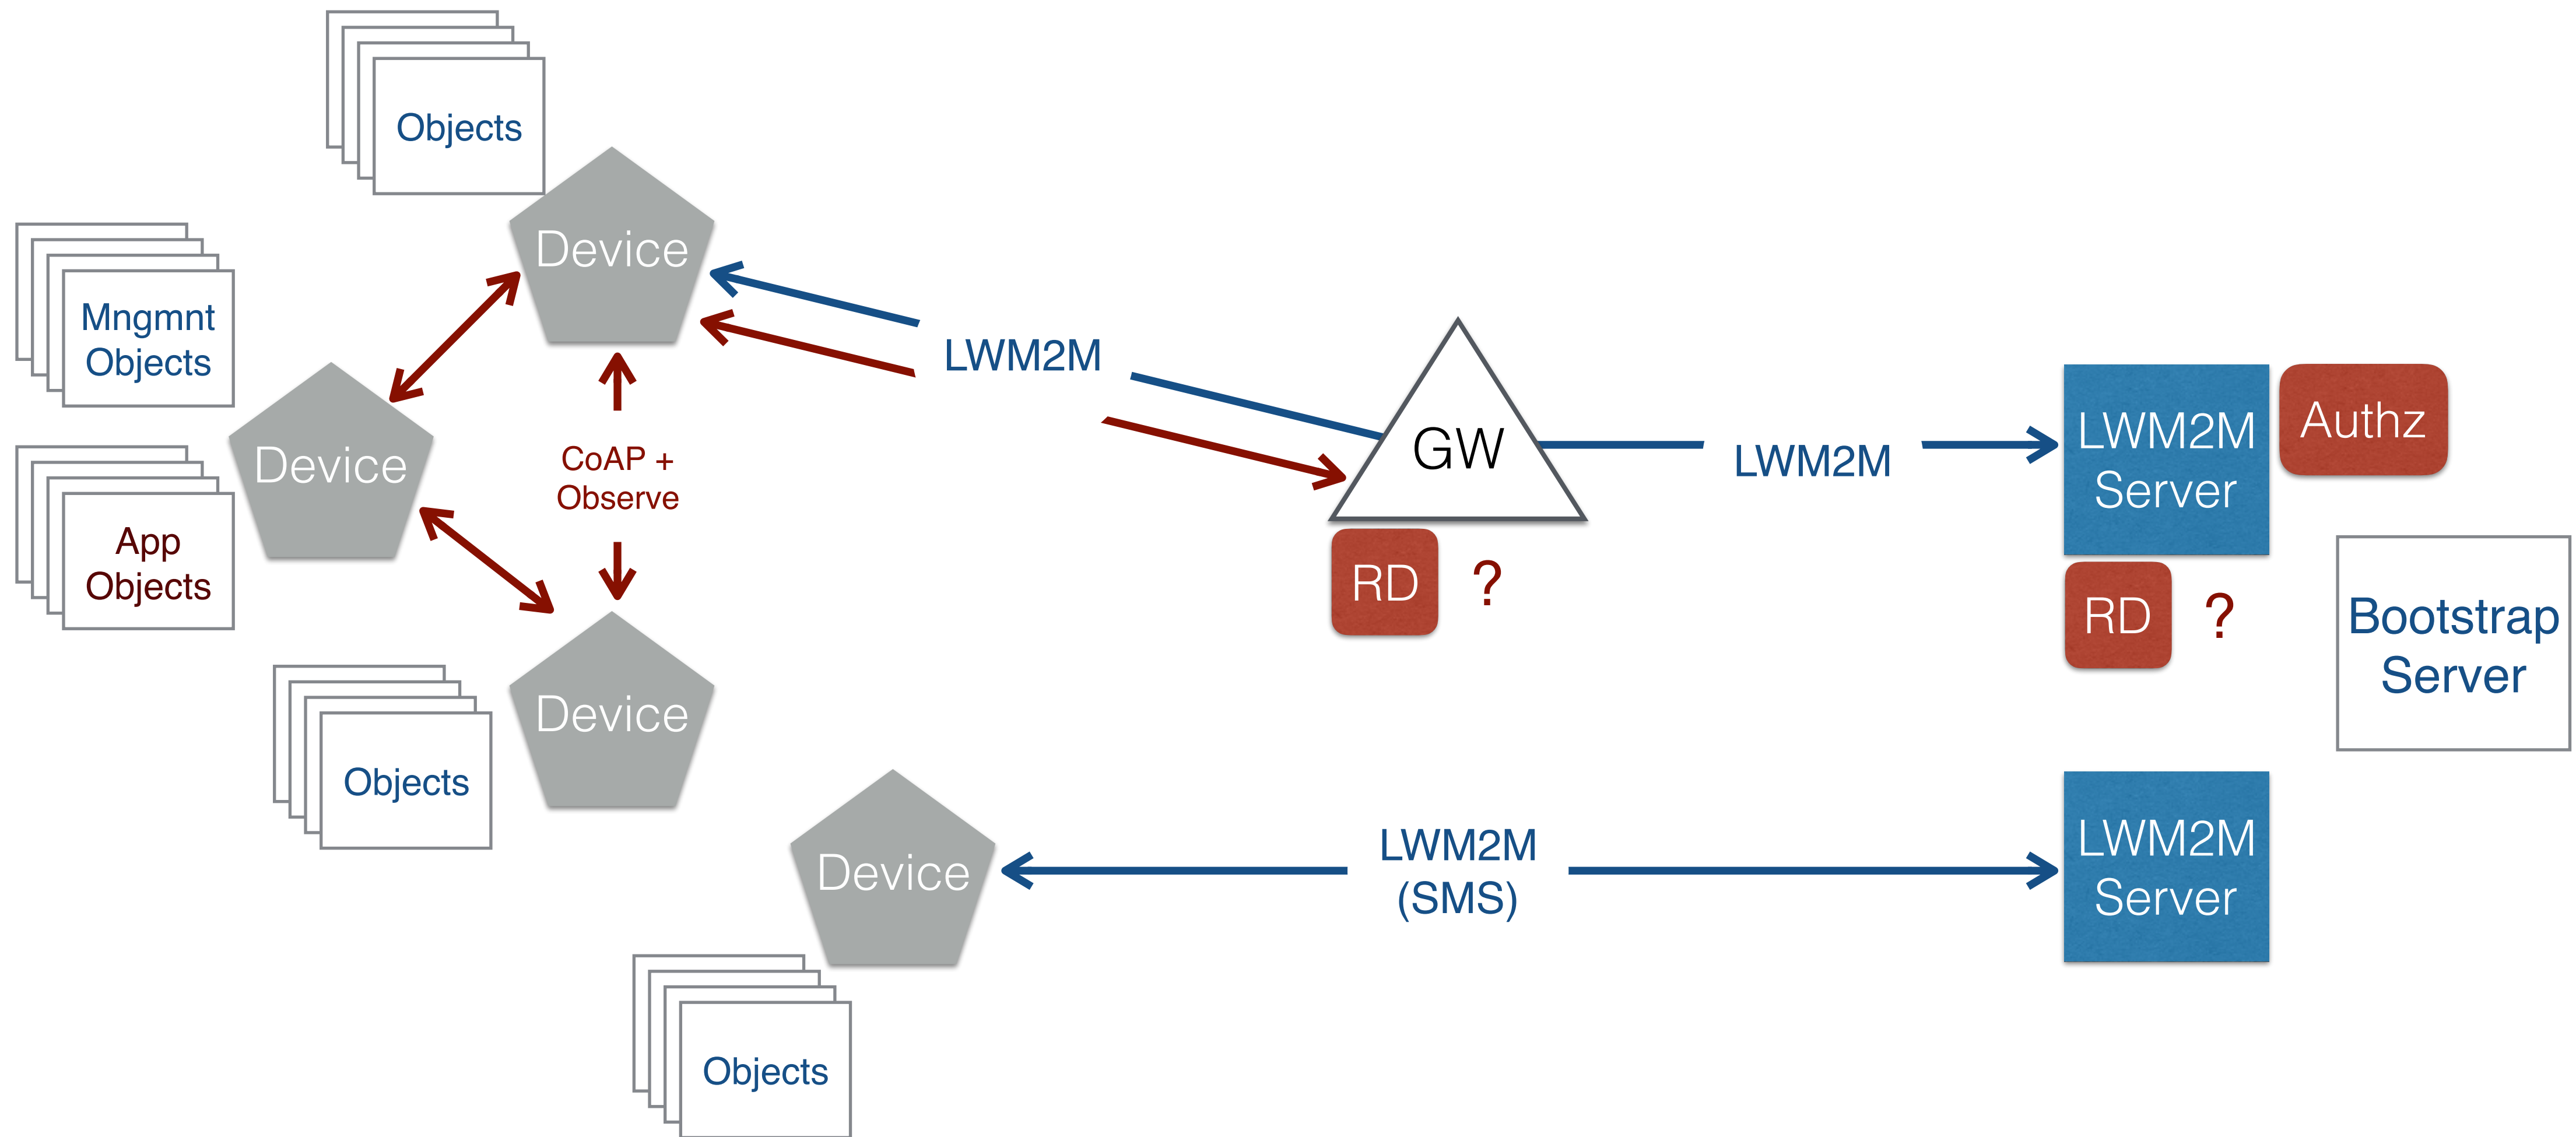 Objects
Device
Mngmnt
Objects
Device
App
Objects
CoAP +
Observe
Objects
Device
LWM2M
GW
RD
?
LWM2M
LWM2M
Server
Authz
RD
?
Bootstrap
Server
Device
Objects
LWM2M
(SMS)
LWM2M
Server